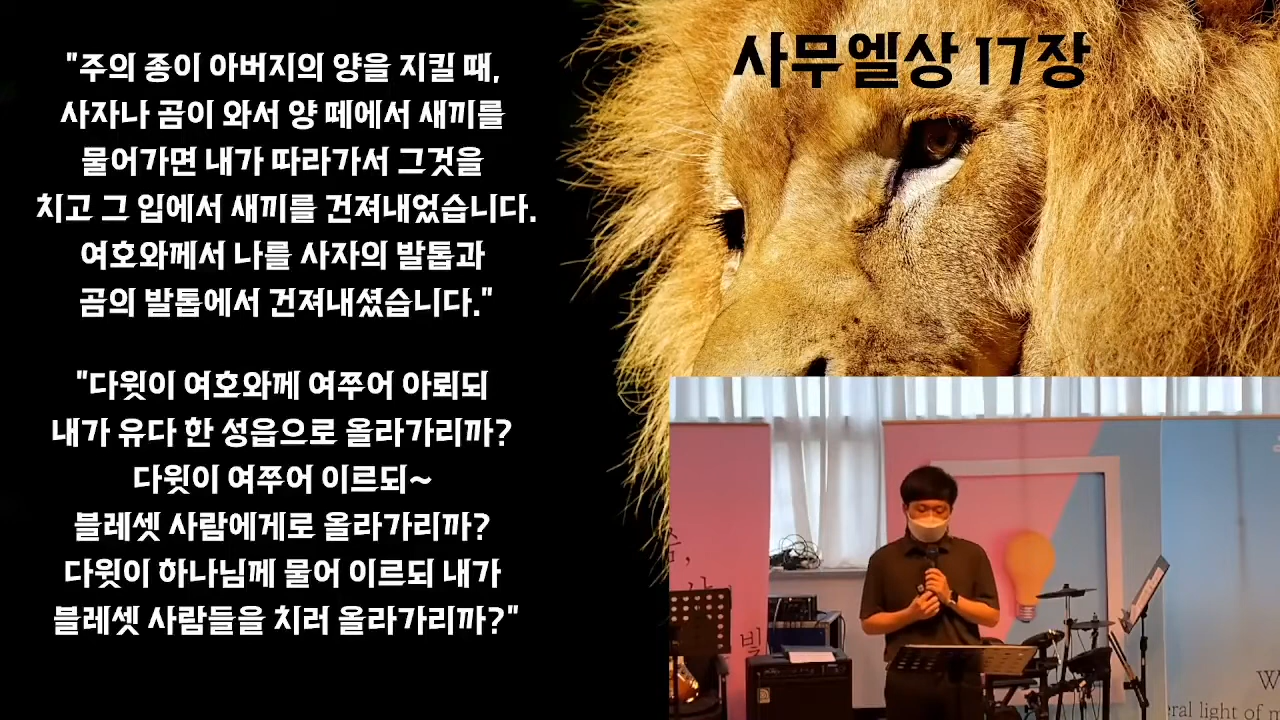 "주의 종이 아버지의 양을 지킬 때,
사자나 곰이 와서 양 떼에서 새끼를
물어가면 내가 따라가서 그것을
치고 그 입에서 새끼를 건져내었습니다.
여호와께서 나를 사자의 발톱과
곰의 발톱에서 건져내셨습니다."
"다윗이 여호와께 여쭈어 아뢰되
내가 유다 한 성읍으로 올라가리까?
다윗이 여쭈어 이르되~
블레셋 사람에게로 올라가리까?
다윗이 하나님께 물어 이르되 내가
블레셋 사람들을 치러 올라가리까?"
사무엘상 17장
빛
W
eral light of m